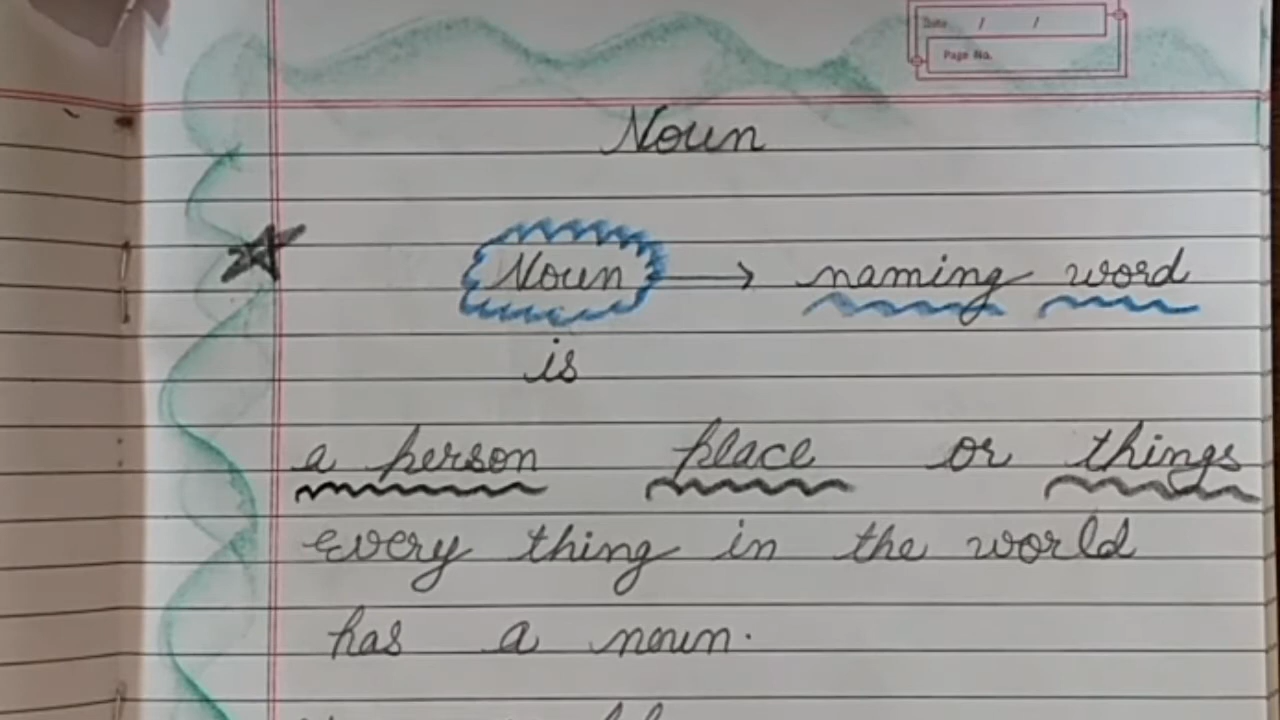 Date / /
Page No.
Noun
Noun → naming word
is
a person place or things
every thing in the world
has a noun.